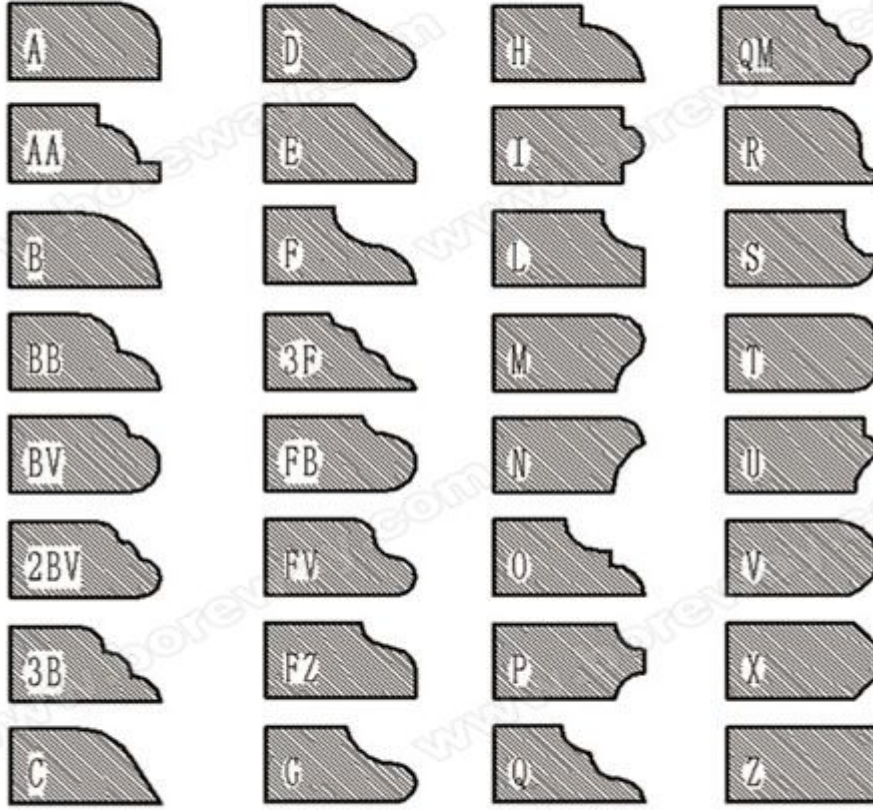 A D H QM
AA E I R
B F L S
BB 3F M T
BV FB N U
2BV FV O V
3B FZ P X
C G Q Z